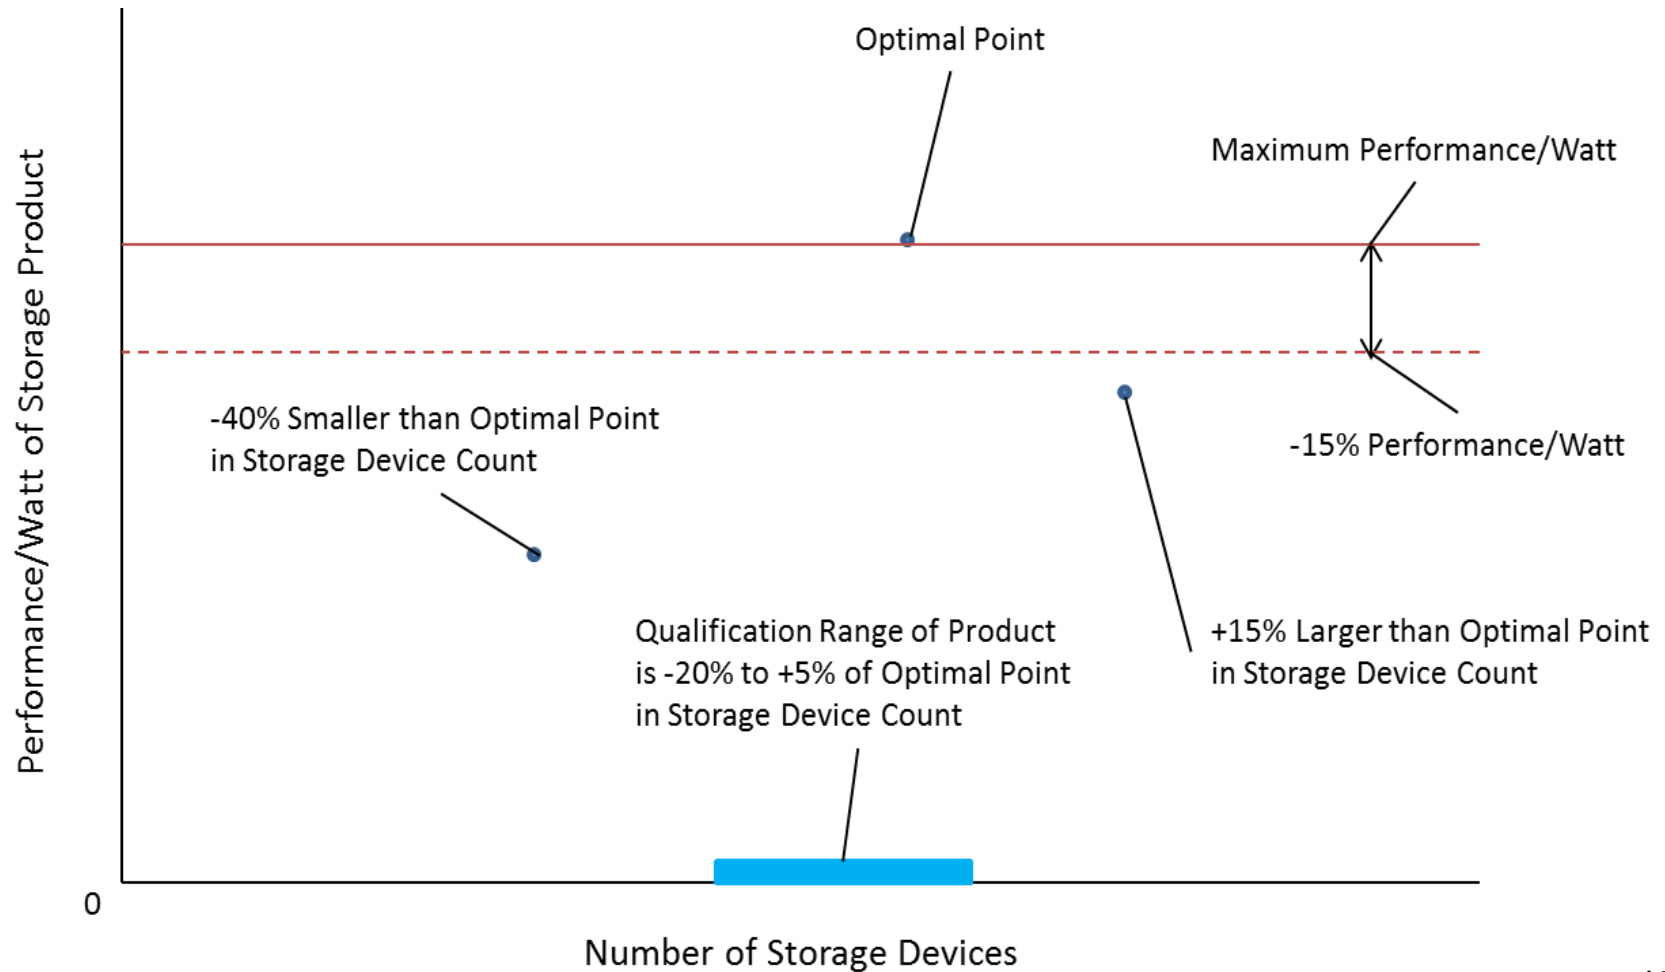 Optimal Point
Maximum Performance/Watt
Performance/Watt of Storage Product
-40% Smaller than Optimal Point
in Storage Device Count
-15% Performance/Watt
Qualification Range of Product
is -20% to +5% of Optimal Point
in Storage Device Count
+15% Larger than Optimal Point
in Storage Device Count
0
Number of Storage Devices